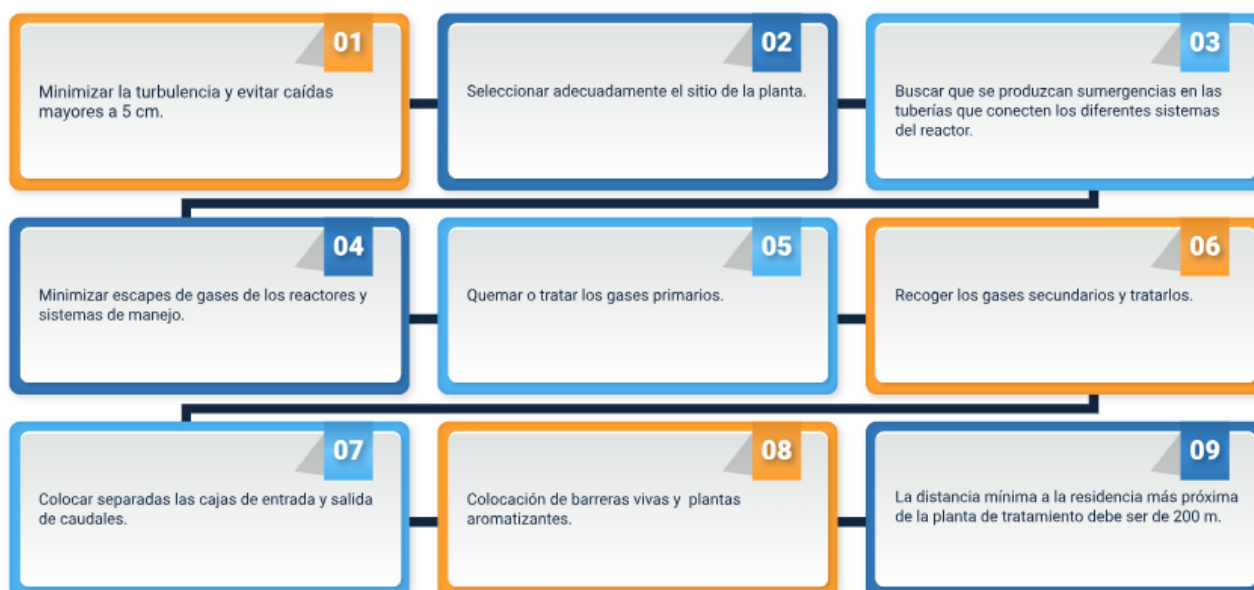 01
Minimizar la turbulencia y evitar caídas
mayores a 5 cm.
02
Seleccionar adecuadamente el sitio de la planta.
03
Buscar que se produzcan sumergencias en las
tuberías que conecten los diferentes sistemas
del reactor.
04
Minimizar escapes de gases de los reactores y
sistemas de manejo.
05
Quemar o tratar los gases primarios.
06
Recoger los gases secundarios y tratarlos.
07
Colocar separadas las cajas de entrada y salida
de caudales.
08
Colocación de barreras vivas y plantas
aromatizantes.
09
La distancia mínima a la residencia más próxima
de la planta de tratamiento debe ser de 200 m.